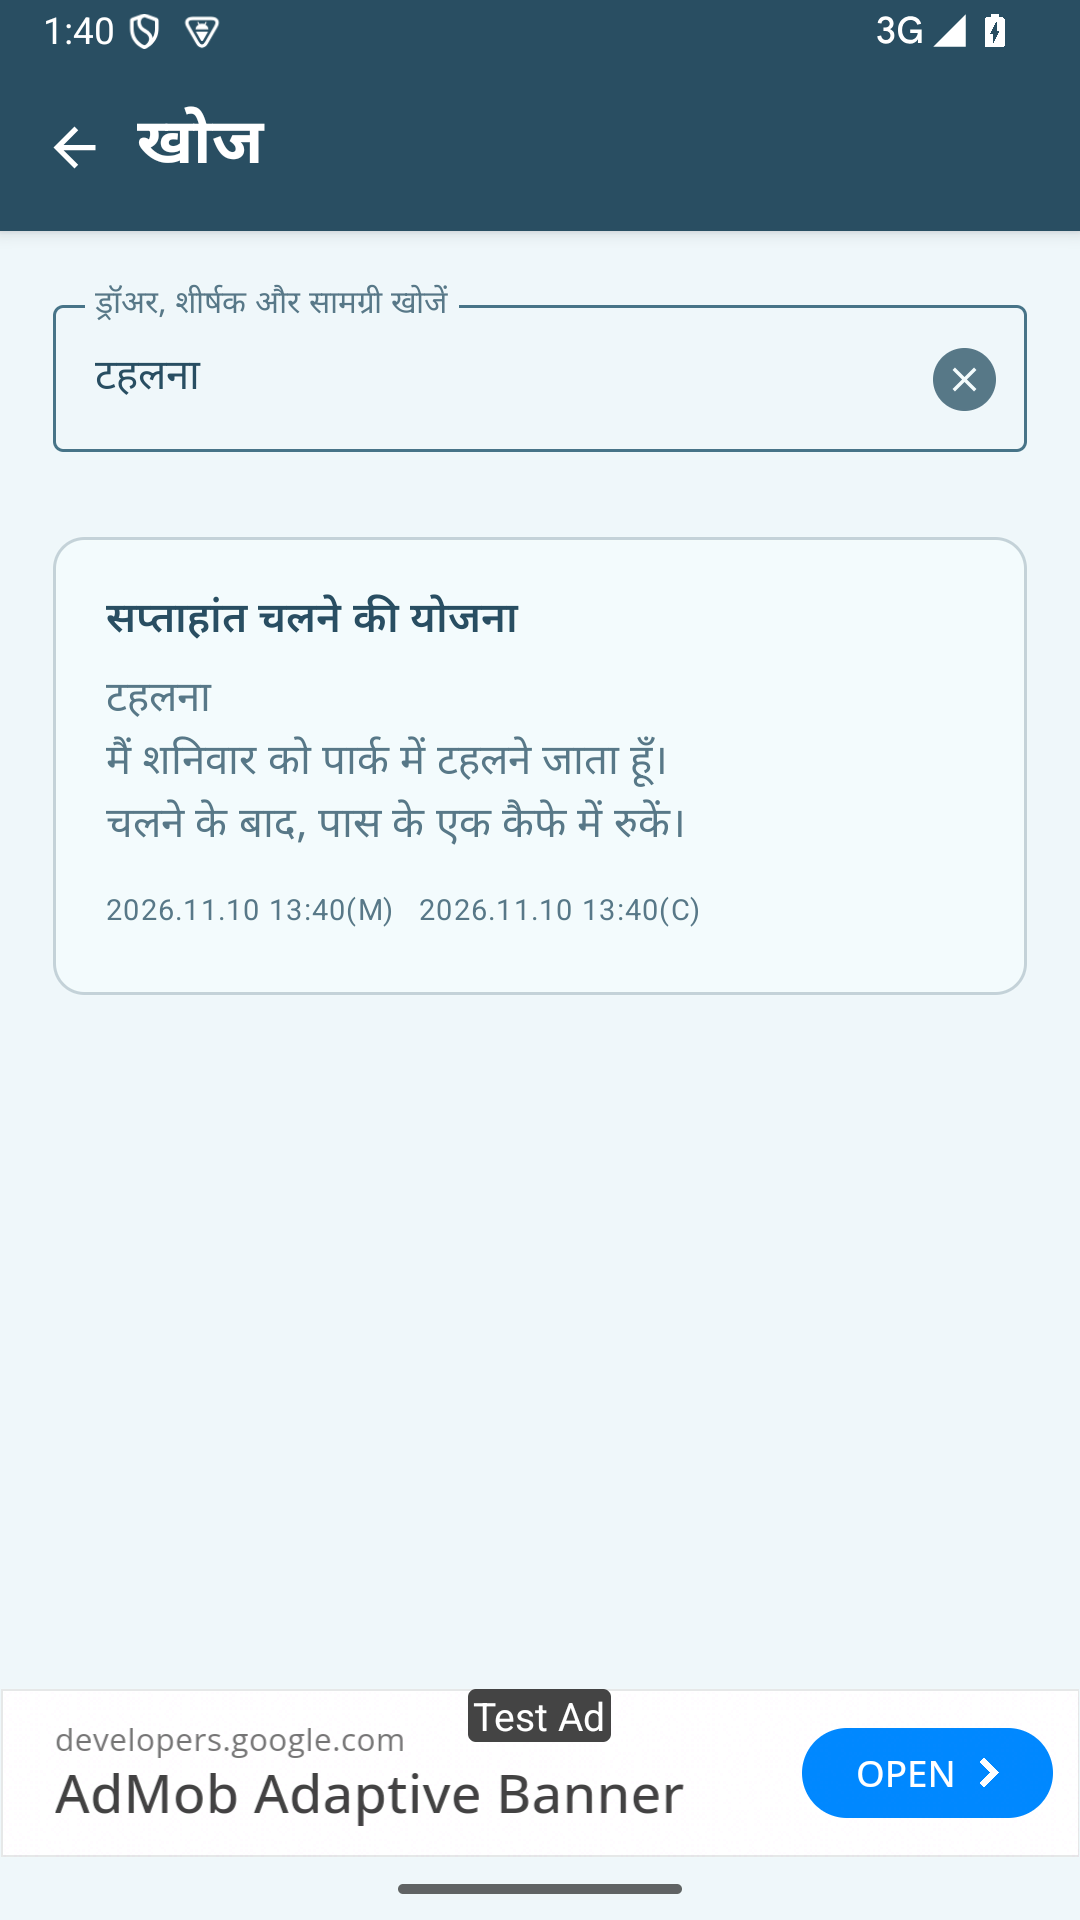 1:40
3G
खोज
ड्रॉअर, शीर्षक और सामग्री खोजें
टहलना
सप्ताहांत चलने की योजना
टहलना
मैं शनिवार को पार्क में टहलने जाता हूँ।
चलने के बाद, पास के एक कैफे में रुकें।
2026.11.10 13:40(M) 2026.11.10 13:40(C)
Test Ad
developers.google.com
AdMob Adaptive Banner
OPEN